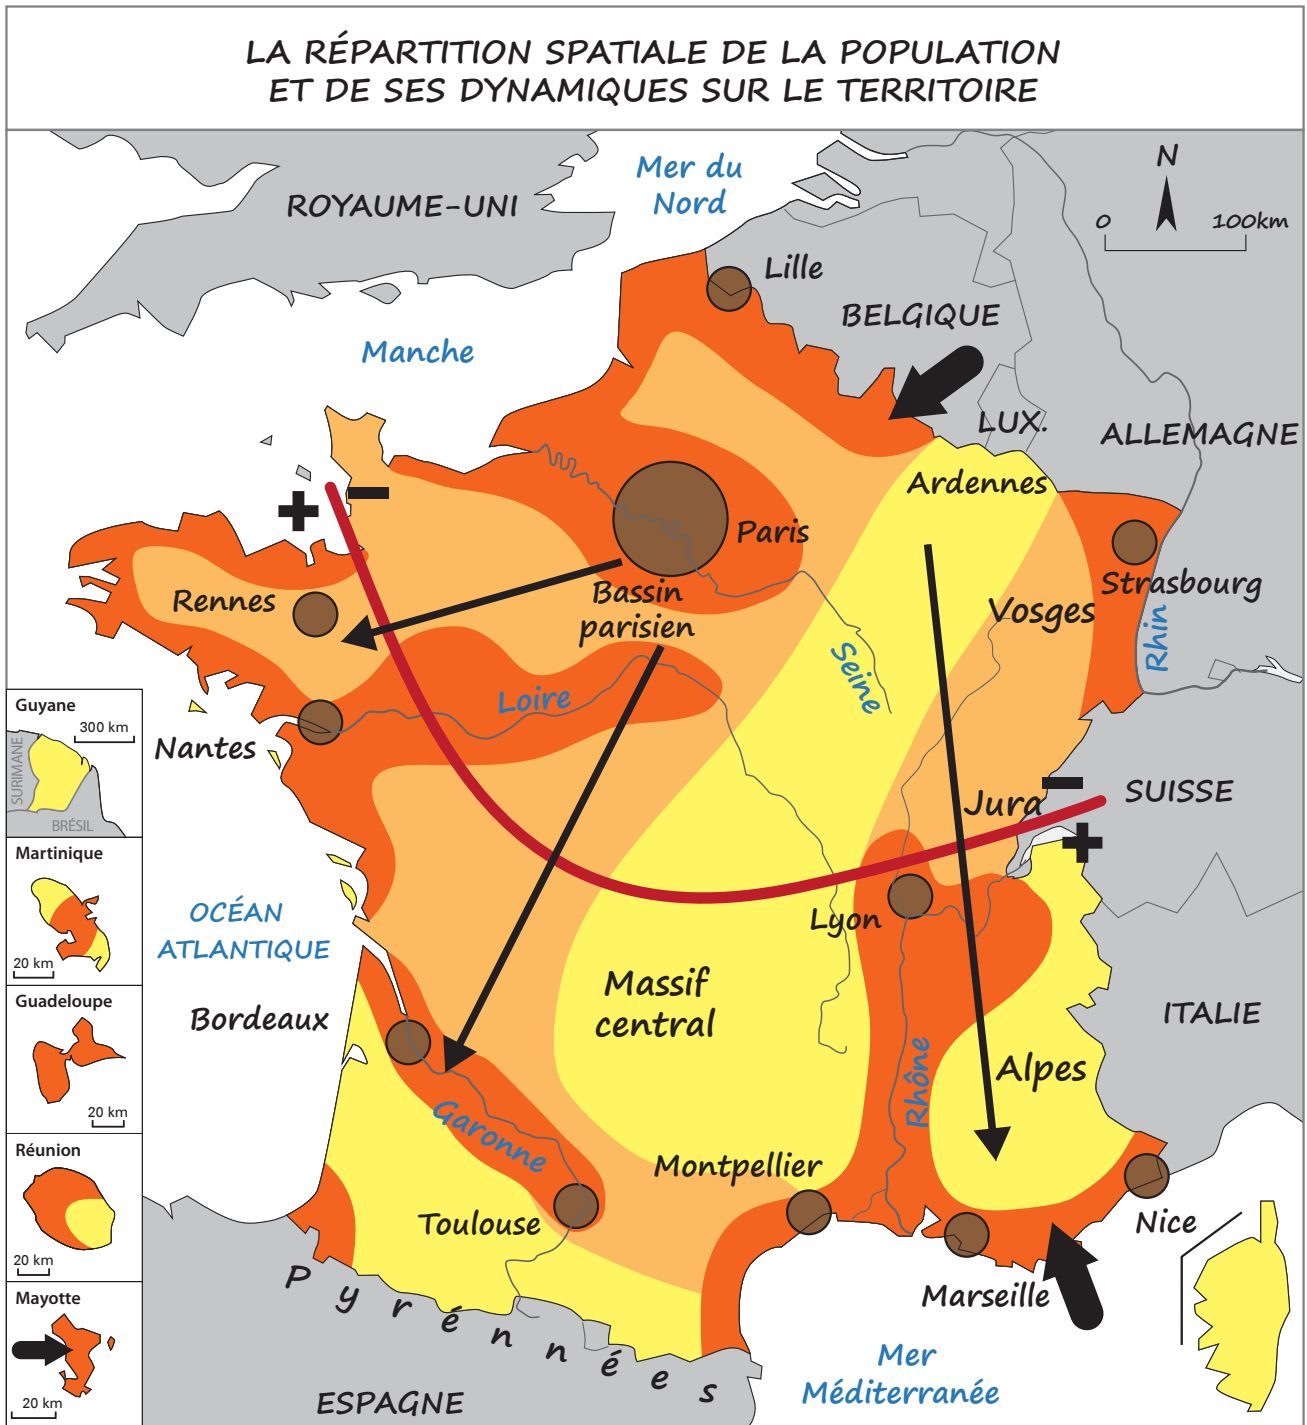 LA RÉPARTITION SPATIALE DE LA POPULATION
ET DE SES DYNAMIQUES SUR LE TERRITOIRE
Mer du
Nord
N
0 100km
ROYAUME-UNI
Lille
BELGIQUE
Manche
LUX.
ALLEMAGNE
Ardennes
+
-
Paris
Strasbourg
Bassin
parisien
Rennes
Vosges
Rhin
Seine
Loire
Nantes
-
Jura
SUISSE
+
Lyon
OCÉAN
ATLANTIQUE
Massif
central
Bordeaux
ITALIE
Alpes
Rhône
Garonne
Montpellier
Toulouse
Nice
Marseille
Pyrénnées
Mer
Méditerranée
ESPAGNE
Guyane
300 km
SURIMANE
BRÉSIL
Martinique
20 km
Guadeloupe
20 km
Réunion
20 km
Mayotte
20 km